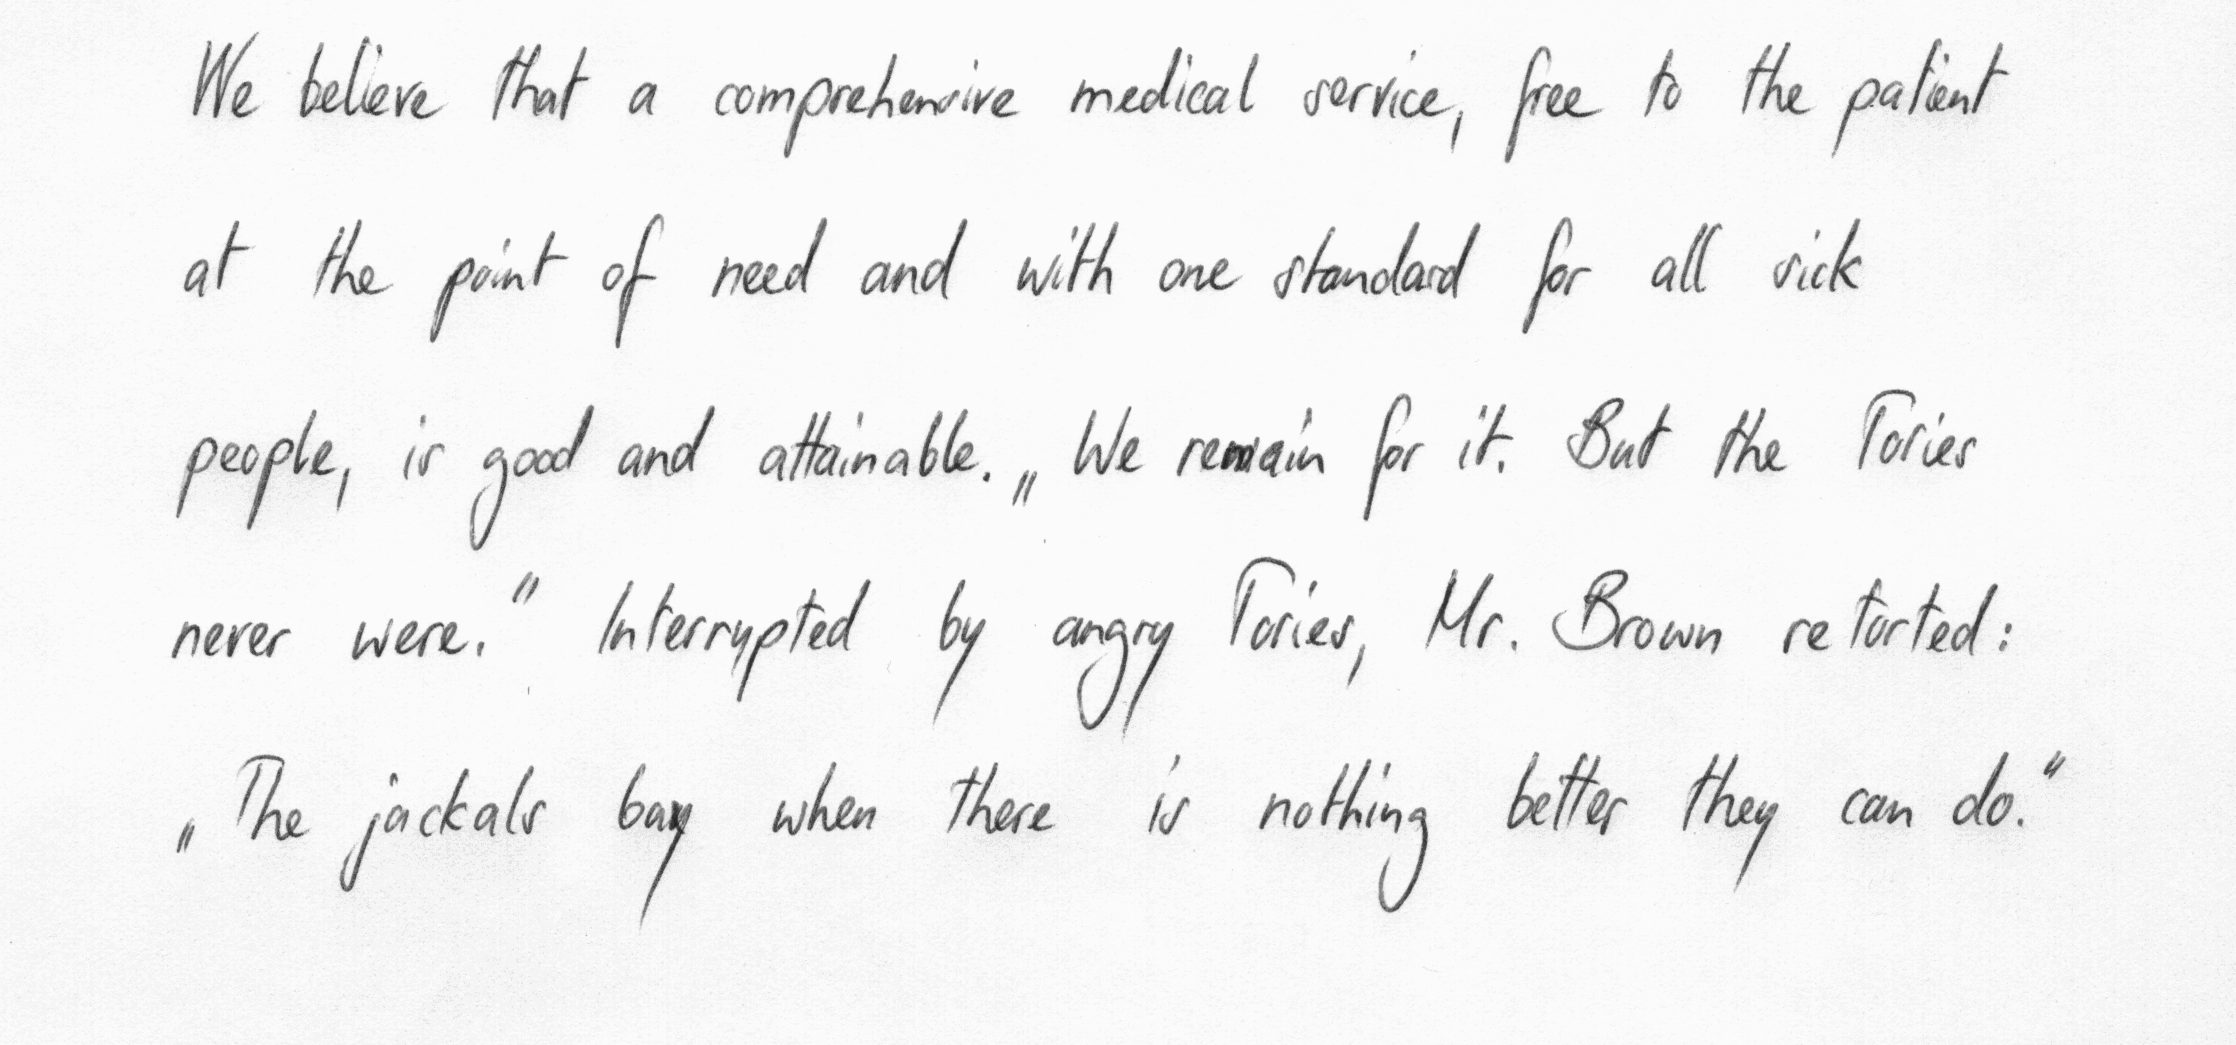 We believe that a comprehensive medical service, free to the patient
at the point of need and with one standard for all sick
people, is good and attainable. „We remain for it. But the Tories
never were." Interrupted by angry Tories, Mr. Brown retorted:
„The jackals bay when there is nothing better they can do."